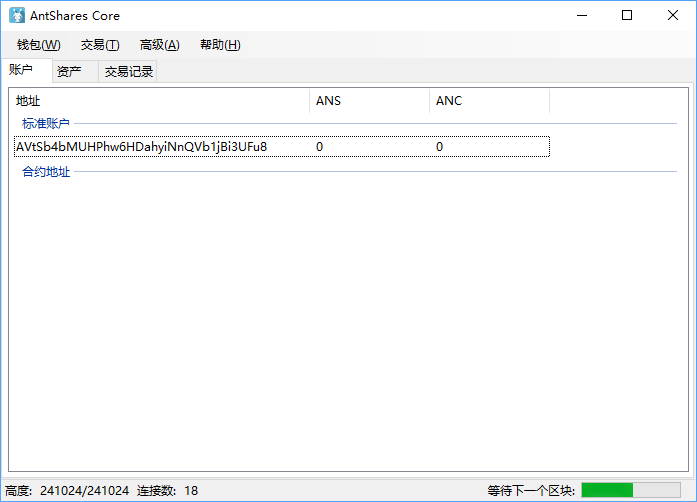 AntShares Core
钱包(W) 交易(T) 高级(A) 帮助(H)
账户 资产 交易记录
地址 ANS ANC
标准账户
AVtSb4bMUHPhw6HDahyiNnQVb1jBi3UFu8 0 0
合约地址
高度: 241024/241024 连接数: 18 等待下一个区块: